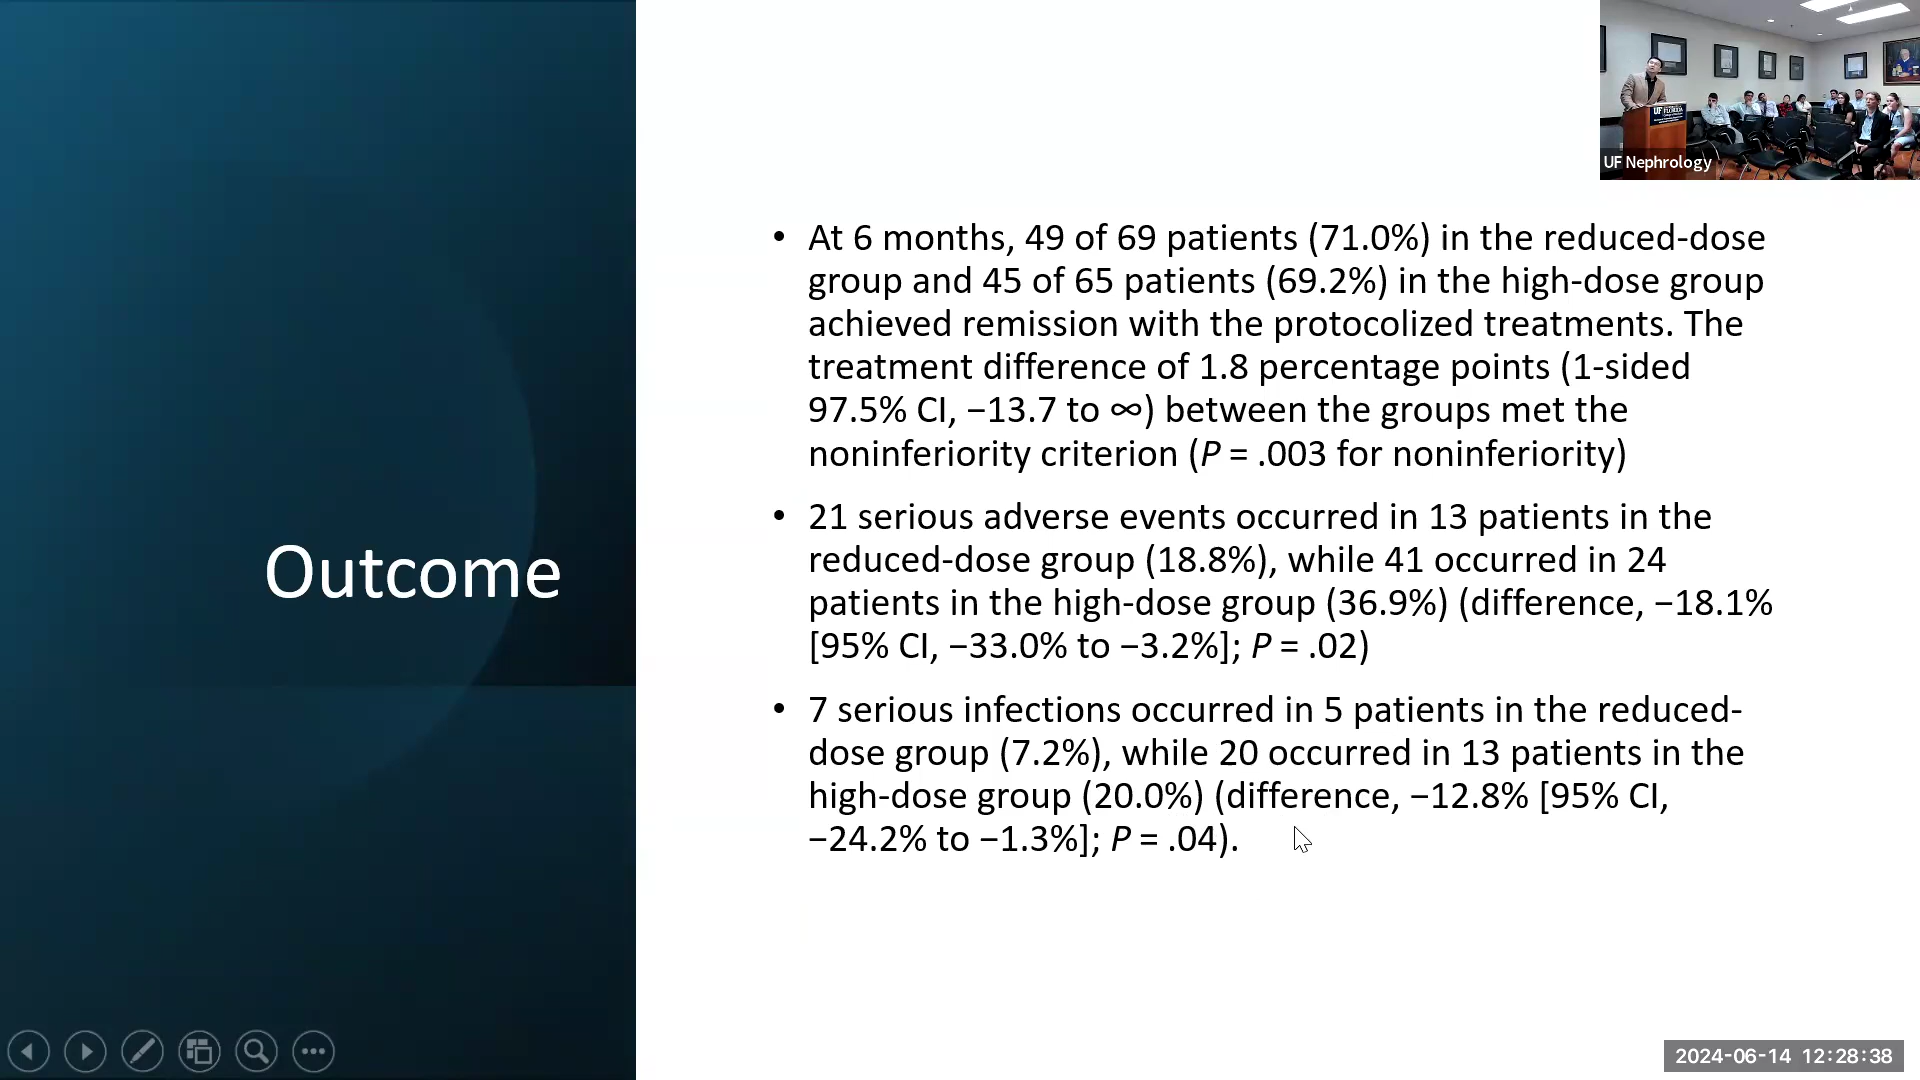 UF Nephrology
At 6 months, 49 of 69 patients (71.0%) in the reduced-dose
group and 45 of 65 patients (69.2%) in the high-dose group
achieved remission with the protocolized treatments. The
treatment difference of 1.8 percentage points (1-sided
97.5% CI, −13.7 to ∞) between the groups met the
noninferiority criterion (P = .003 for noninferiority)
21 serious adverse events occurred in 13 patients in the
reduced-dose group (18.8%), while 41 occurred in 24
patients in the high-dose group (36.9%) (difference, −18.1%
[95% CI, −33.0% to −3.2%]; P = .02)
7 serious infections occurred in 5 patients in the reduced-
dose group (7.2%), while 20 occurred in 13 patients in the
high-dose group (20.0%) (difference, −12.8% [95% CI,
−24.2% to −1.3%]; P = .04).
Outcome
2024-06-14 12:28:38
UF